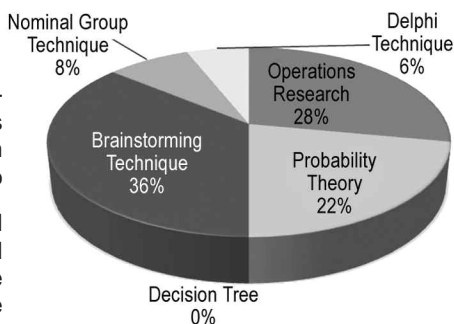 Nominal Group
Technique
8%
Delphi
Technique
6%
Operations
Research
28%
Brainstorming
Technique
36%
Probability
Theory
22%
Decision Tree
0%